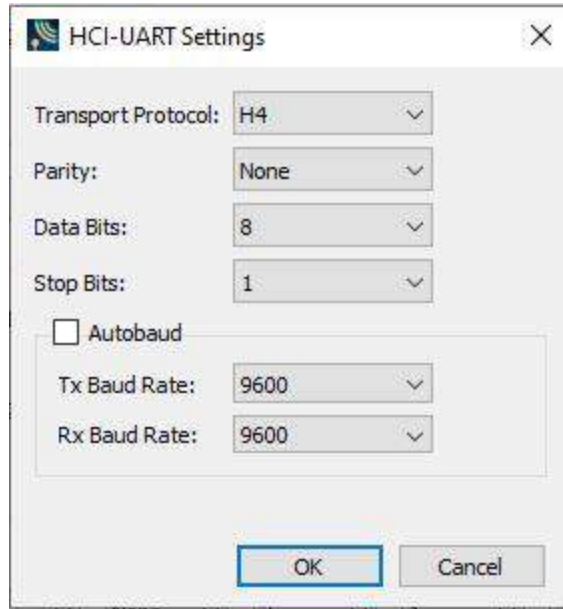 HCI-UART Settings
Transport Protocol: H4
Parity: None
Data Bits: 8
Stop Bits: 1
Autobaud
Tx Baud Rate: 9600
Rx Baud Rate: 9600
OK Cancel